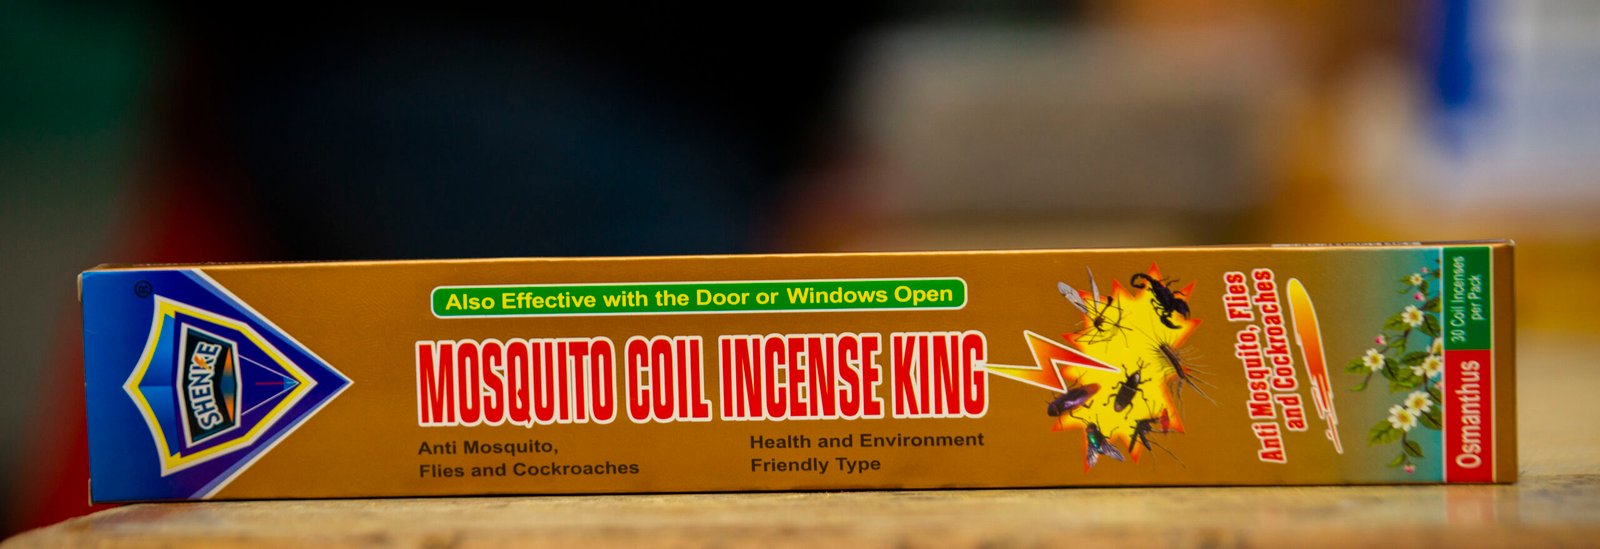 ®
SHENKE
Also Effective with the Door or Windows Open
MOSQUITO COIL INCENSE KING
Anti Mosquito,
Flies and Cockroaches
Health and Environment
Friendly Type
Anti Mosquito, Flies
and Cockroaches
30 Coil Incenses
per Pack
Osmanthus